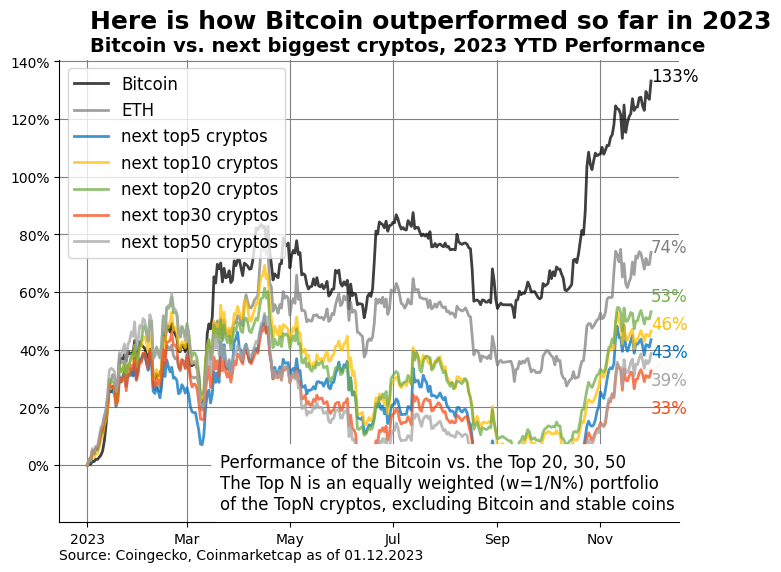 Here is how Bitcoin outperformed so far in 2023
Bitcoin vs. next biggest cryptos, 2023 YTD Performance
140%
120%
100%
80%
60%
40%
20%
0%
Bitcoin
ETH
next top5 cryptos
next top10 cryptos
next top20 cryptos
next top30 cryptos
next top50 cryptos
133%
74%
53%
46%
43%
39%
33%
Performance of the Bitcoin vs. the Top 20, 30, 50
The Top N is an equally weighted (w=1/N%) portfolio
of the TopN cryptos, excluding Bitcoin and stable coins
2023 Mar May Jul Sep Nov
Source: Coingecko, Coinmarketcap as of 01.12.2023